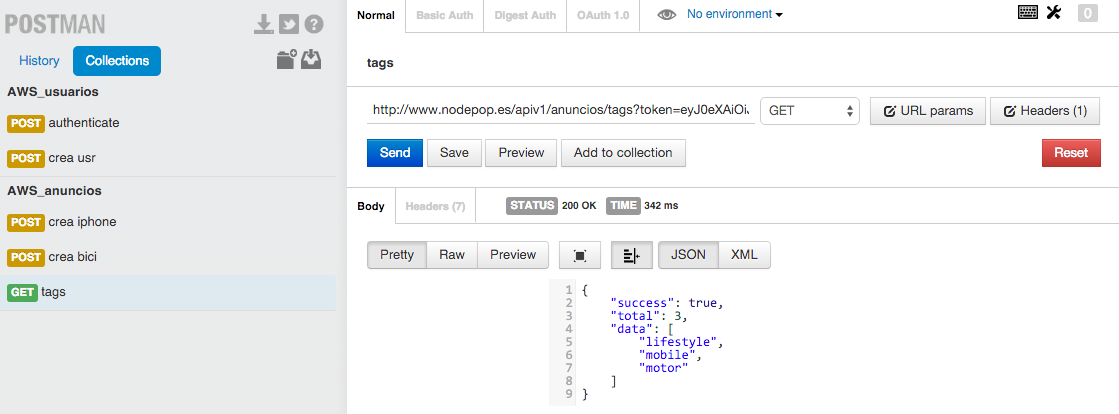 POSTMAN
History Collections
AWS_usuarios
POST authenticate
POST crea usr
AWS_anuncios
POST crea iphone
POST crea bici
GET tags
Normal Basic Auth Digest Auth OAuth 1.0 No environment 0
tags
http://www.nodepop.es/apiv1/anuncios/tags?token=eyJ0eXAiOiJ GET URL params Headers (1)
Send Save Preview Add to collection Reset
Body Headers (7) STATUS 200 OK TIME 342 ms
Pretty Raw Preview JSON XML
1 {
2 "success": true,
3 "total": 3,
4 "data": [
5 "lifestyle",
6 "mobile",
7 "motor"
8 ]
9 }